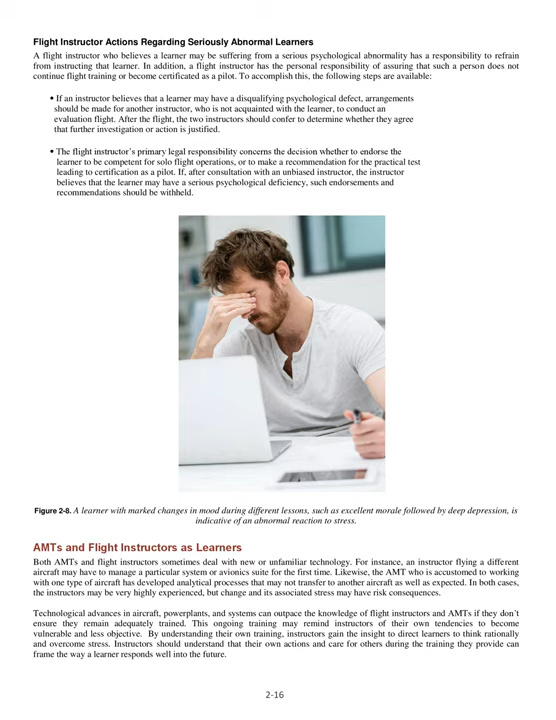 Flight Instructor Actions Regarding Seriously Abnormal Learners
A flight instructor who believes a learner may be suffering from a serious psychological abnormality has a responsibility to refrain
from instructing that learner. In addition, a flight instructor has the personal responsibility of assuring that such a person does not
continue flight training or become certificated as a pilot. To accomplish this, the following steps are available:
• If an instructor believes that a learner may have a disqualifying psychological defect, arrangements
should be made for another instructor, who is not acquainted with the learner, to conduct an
evaluation flight. After the flight, the two instructors should confer to determine whether they agree
that further investigation or action is justified.
• The flight instructor's primary legal responsibility concerns the decision whether to endorse the
learner to be competent for solo flight operations, or to make a recommendation for the practical test
leading to certification as a pilot. If, after consultation with an unbiased instructor, the instructor
believes that the learner may have a serious psychological deficiency, such endorsements and
recommendations should be withheld.
Figure 2-8. A learner with marked changes in mood during different lessons, such as excellent morale followed by deep depression, is
indicative of an abnormal reaction to stress.
AMTs and Flight Instructors as Learners
Both AMTs and flight instructors sometimes deal with new or unfamiliar technology. For instance, an instructor flying a different
aircraft may have to manage a particular system or avionics suite for the first time. Likewise, the AMT who is accustomed to working
with one type of aircraft has developed analytical processes that may not transfer to another aircraft as well as expected. In both cases,
the instructors may be very highly experienced, but change and its associated stress may have risk consequences.
Technological advances in aircraft, powerplants, and systems can outpace the knowledge of flight instructors and AMTs if they don't
ensure they remain adequately trained. This ongoing training may remind instructors of their own tendencies to become
vulnerable and less objective. By understanding their own training, instructors gain the insight to direct learners to think rationally
and overcome stress. Instructors should understand that their own actions and care for others during the training they provide can
frame the way a learner responds well into the future.
2-16